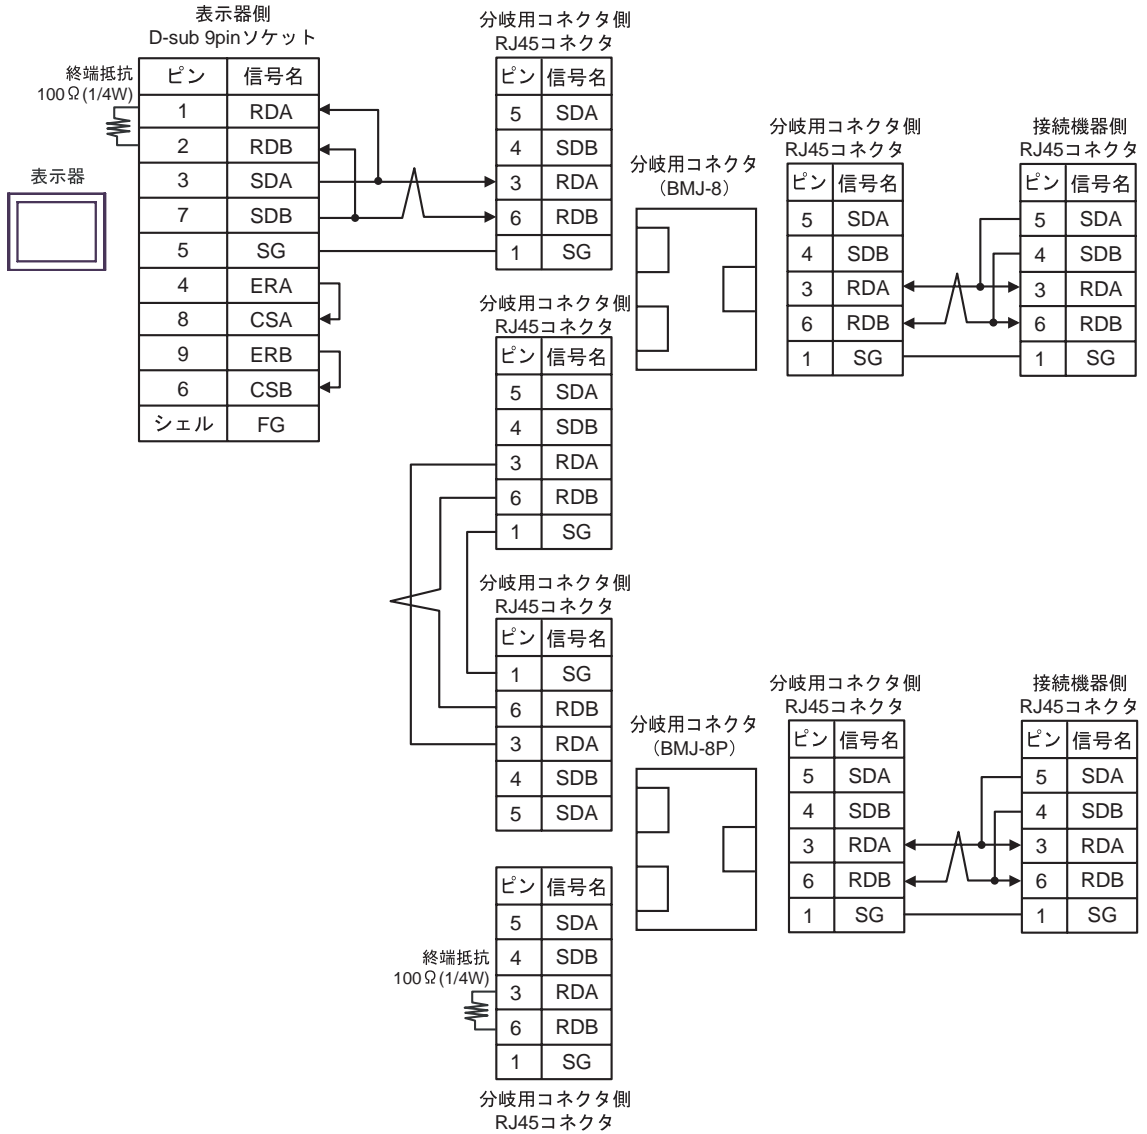 表示器側
D-sub 9pinソケット
終端抵抗
100Ω(1/4W)
ピン 信号名
1 RDA
2 RDB
3 SDA
7 SDB
5 SG
4 ERA
8 CSA
9 ERB
6 CSB
シェル FG
表示器
分岐用コネクタ側
RJ45コネクタ
ピン 信号名
5 SDA
4 SDB
3 RDA
6 RDB
1 SG
分岐用コネクタ
(BMJ-8)
分岐用コネクタ側
RJ45コネクタ
ピン 信号名
5 SDA
4 SDB
3 RDA
6 RDB
1 SG
接続機器側
RJ45コネクタ
ピン 信号名
5 SDA
4 SDB
3 RDA
6 RDB
1 SG
分岐用コネクタ側
RJ45コネクタ
ピン 信号名
5 SDA
4 SDB
3 RDA
6 RDB
1 SG
分岐用コネクタ側
RJ45コネクタ
ピン 信号名
1 SG
6 RDB
3 RDA
4 SDB
5 SDA
分岐用コネクタ
(BMJ-8P)
分岐用コネクタ側
RJ45コネクタ
ピン 信号名
5 SDA
4 SDB
3 RDA
6 RDB
1 SG
接続機器側
RJ45コネクタ
ピン 信号名
5 SDA
4 SDB
3 RDA
6 RDB
1 SG
終端抵抗
100Ω(1/4W)
ピン 信号名
5 SDA
4 SDB
3 RDA
6 RDB
1 SG
分岐用コネクタ側
RJ45コネクタ